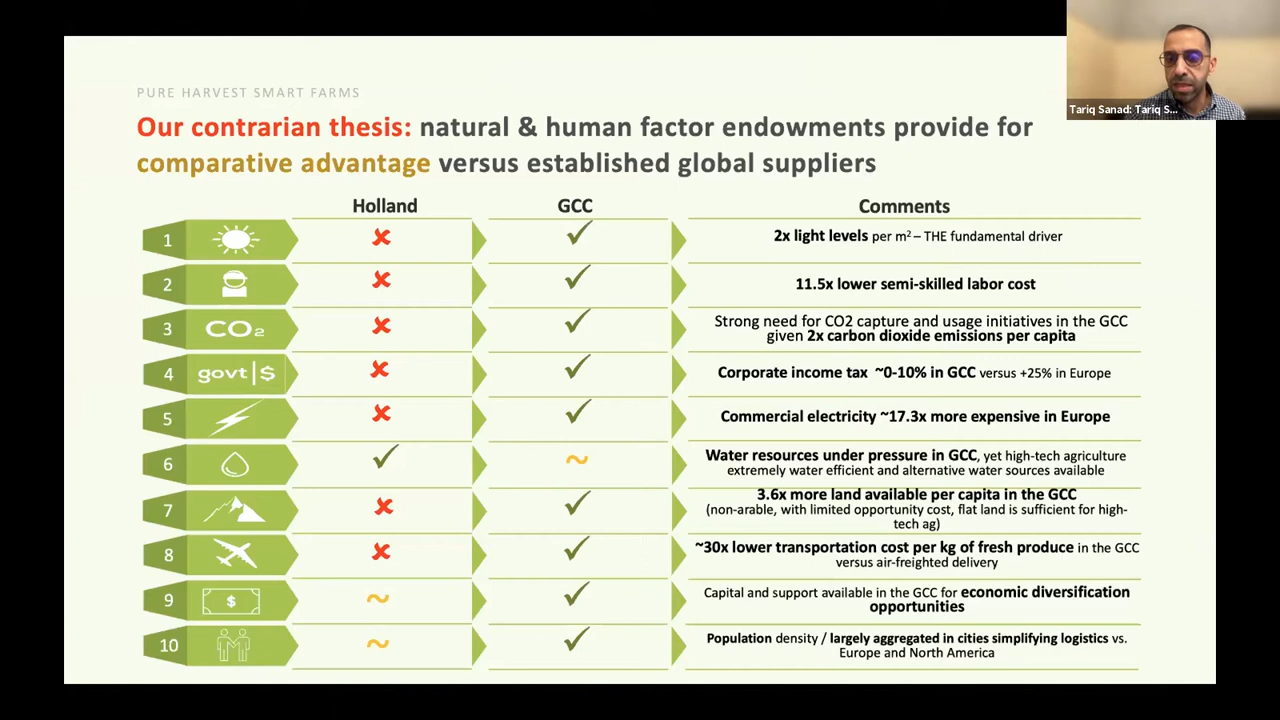 PURE HARVEST SMART FARMS
Our contrarian thesis: natural & human factor endowments provide for
comparative advantage versus established global suppliers
Tariq Sanad: Tariq S...
Holland GCC Comments
1 2x light levels per m² – THE fundamental driver
2 11.5x lower semi-skilled labor cost
3 CO₂ Strong need for CO2 capture and usage initiatives in the GCC
given 2x carbon dioxide emissions per capita
4 govt|$ Corporate income tax ~0-10% in GCC versus +25% in Europe
5 Commercial electricity ~17.3x more expensive in Europe
6 ~ Water resources under pressure in GCC, yet high-tech agriculture
extremely water efficient and alternative water sources available
7 3.6x more land available per capita in the GCC
(non-arable, with limited opportunity cost, flat land is sufficient for high-
tech ag)
8 ~30x lower transportation cost per kg of fresh produce in the GCC
versus air-freighted delivery
9 $ ~ Capital and support available in the GCC for economic diversification
opportunities
10 ~ Population density / largely aggregated in cities simplifying logistics vs.
Europe and North America